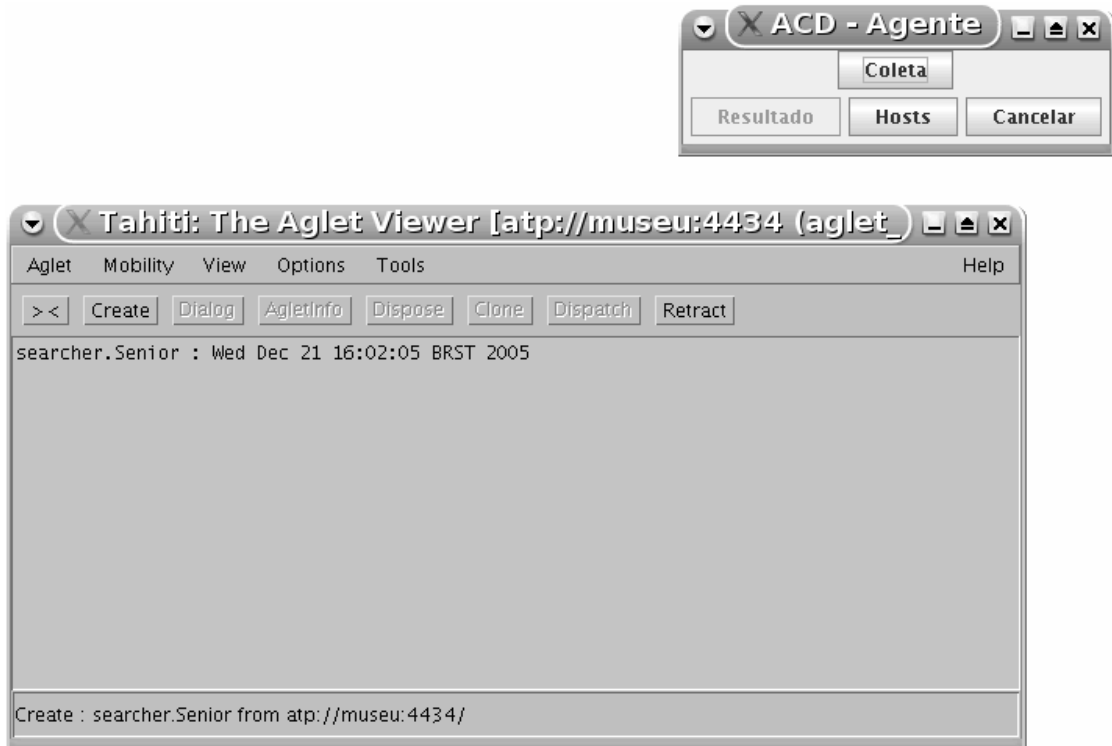 ACD - Agente
Coleta
Resultado Hosts Cancelar
Tahiti: The Aglet Viewer [atp://museu:4434 (aglet_)
Aglet Mobility View Options Tools Help
> < Create Dialog AgletInfo Dispose Clone Dispatch Retract
searcher.Senior : Wed Dec 21 16:02:05 BRST 2005
Create : searcher.Senior from atp://museu:4434/